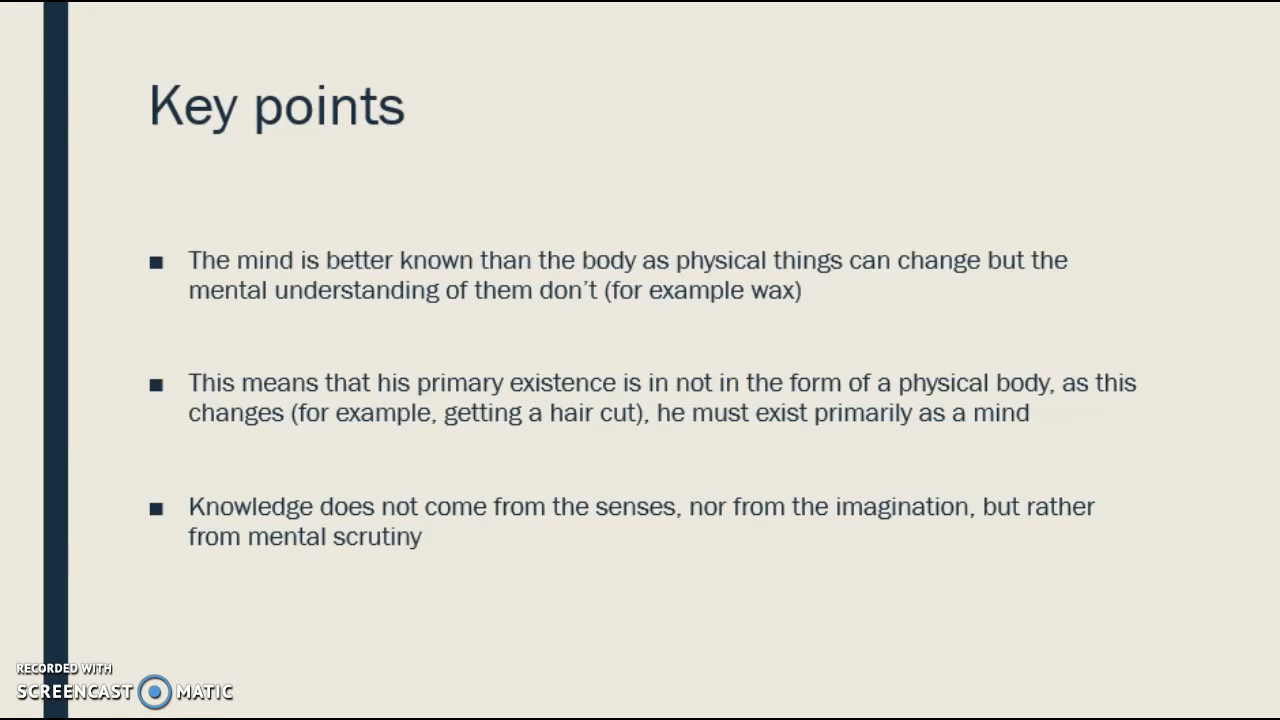 Key points
■ The mind is better known than the body as physical things can change but the
mental understanding of them don’t (for example wax)
■ This means that his primary existence is in not in the form of a physical body, as this
changes (for example, getting a hair cut), he must exist primarily as a mind
■ Knowledge does not come from the senses, nor from the imagination, but rather
from mental scrutiny
RECORDED WITH
SCREENCAST MATIC